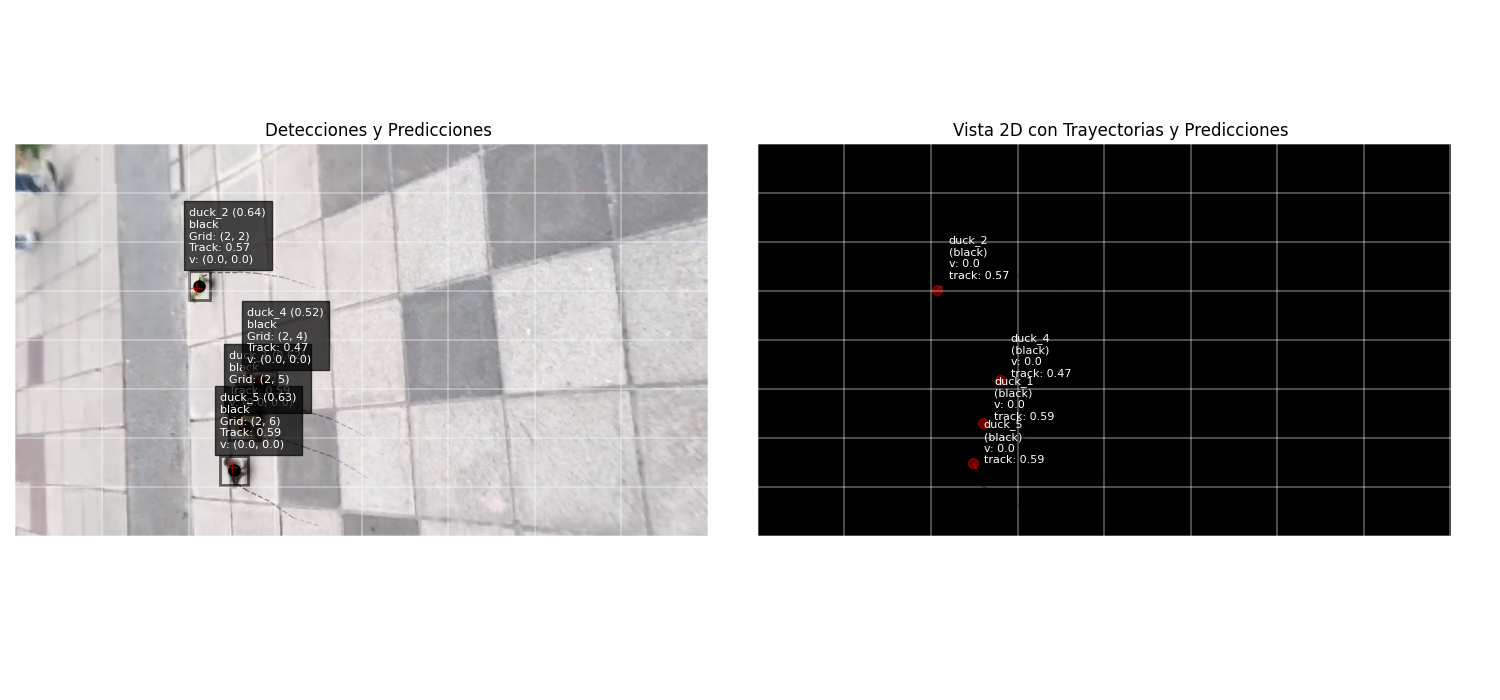 Detecciones y Predicciones
duck_2 (0.64)
black
Grid: (2, 2)
Track: 0.57
v: (0.0, 0.0)
duck_4 (0.52)
black
Grid: (2, 4)
Track: 0.47
v: (0.0, 0.0)
Grid: (2, 5)
duck_5 (0.63)
black
Grid: (2, 6)
Track: 0.59
v: (0.0, 0.0)
Vista 2D con Trayectorias y Predicciones
duck_2
(black)
v: 0.0
track: 0.57
duck_4
(black)
v: 0.0
track: 0.47
duck_1
(black)
v: 0.0
track: 0.59
duck_5
(black)
v: 0.0
track: 0.59